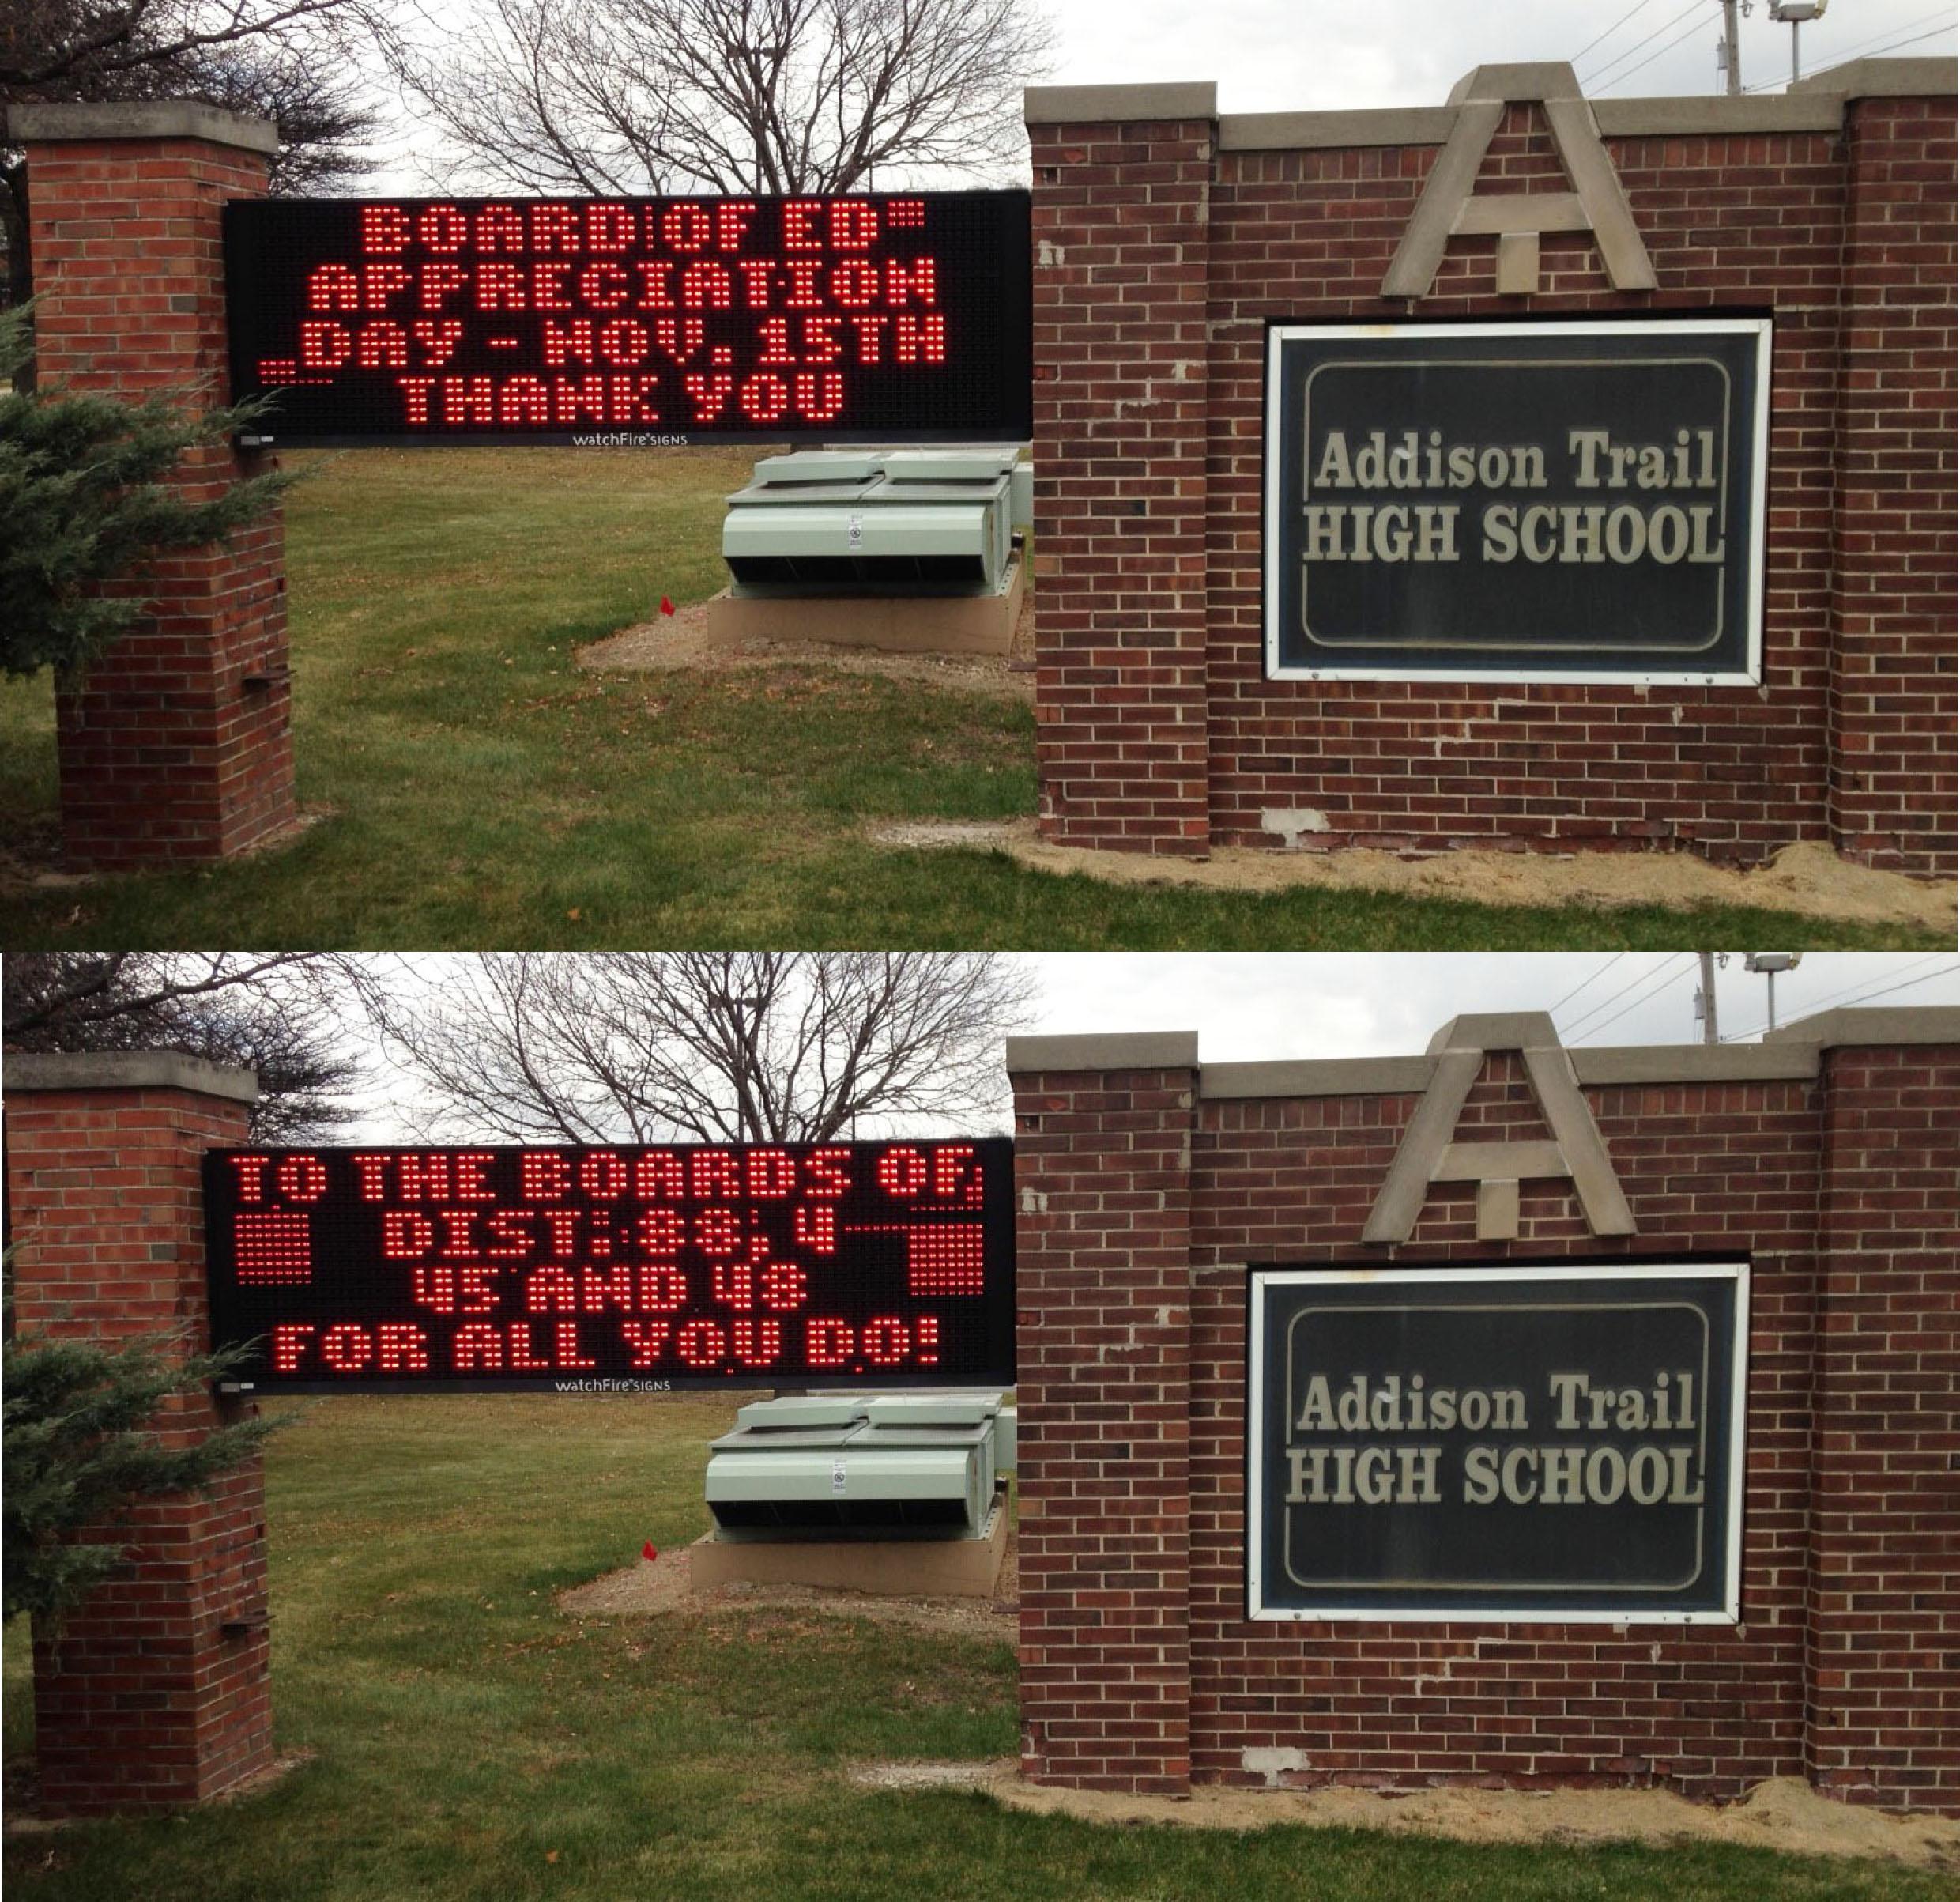 BOARD OF ED
APPRECIATION
DAY - NOV. 15TH
THANK YOU
watchFire SIGNS
Addison Trail
HIGH SCHOOL
TO THE BOARDS OF
DIST. 88, 4
45 AND 48
FOR ALL YOU DO!
watchFire SIGNS
Addison Trail
HIGH SCHOOL